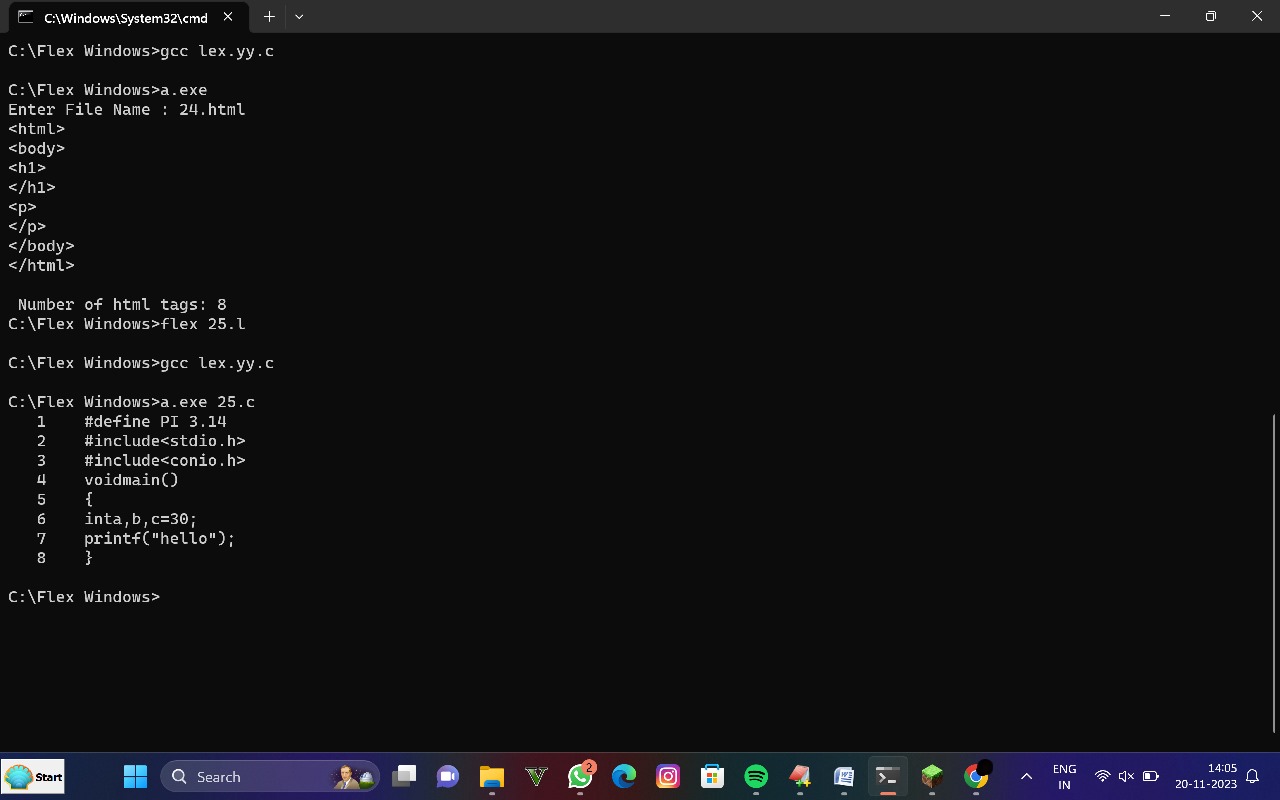 C:\Windows\System32\cmd
C:\Flex Windows>gcc lex.yy.c
C:\Flex Windows>a.exe
Enter File Name : 24.html
<html>
<body>
<h1>
</h1>
<p>
</p>
</body>
</html>
Number of html tags: 8
C:\Flex Windows>flex 25.l
C:\Flex Windows>gcc lex.yy.c
C:\Flex Windows>a.exe 25.c
1 #define PI 3.14
2 #include<stdio.h>
3 #include<conio.h>
4 voidmain()
5 {
6 inta,b,c=30;
7 printf("hello");
8 }
C:\Flex Windows>
Start
Search
2
ENG
IN
14:05
20-11-2023